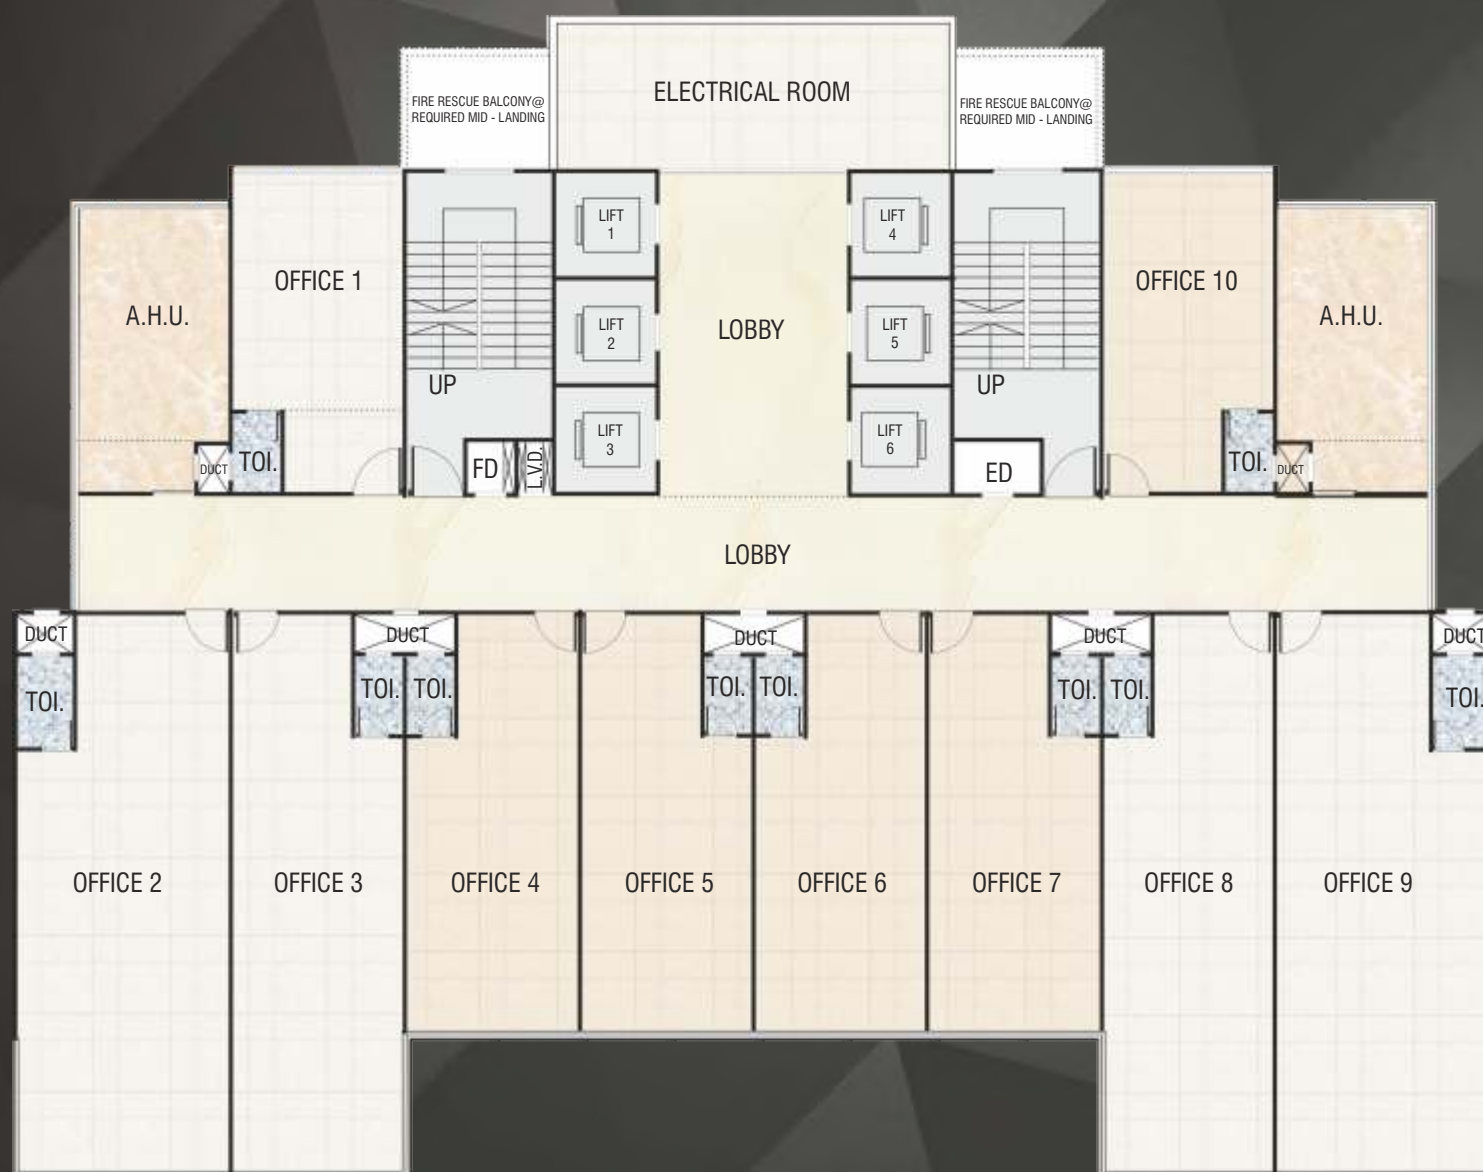 ELECTRICAL ROOM
FIRE RESCUE BALCONY@
REQUIRED MID - LANDING
FIRE RESCUE BALCONY@
REQUIRED MID - LANDING
LIFT
1
LIFT
4
OFFICE 1
OFFICE 10
A.H.U.
LIFT
2
LOBBY
LIFT
5
A.H.U.
UP
UP
LIFT
3
LIFT
6
DUCT
TOI.
FD
L.V.D.
ED
TOI.
DUCT
LOBBY
DUCT
DUCT
DUCT
DUCT
DUCT
TOI.
TOI.
TOI.
TOI.
TOI.
TOI.
TOI.
TOI.
OFFICE 2
OFFICE 3
OFFICE 4
OFFICE 5
OFFICE 6
OFFICE 7
OFFICE 8
OFFICE 9